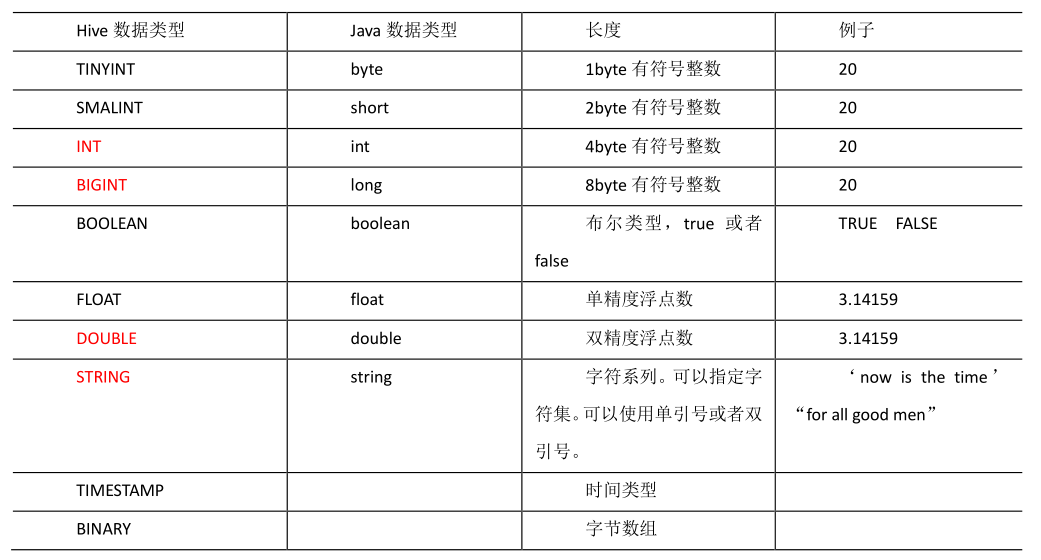 Hive 数据类型 Java 数据类型 长度 例子
TINYINT byte 1byte 有符号整数 20
SMALINT short 2byte 有符号整数 20
INT int 4byte 有符号整数 20
BIGINT long 8byte 有符号整数 20
BOOLEAN boolean 布尔类型，true 或者 TRUE FALSE
false
FLOAT float 单精度浮点数 3.14159
DOUBLE double 双精度浮点数 3.14159
STRING string 字符系列。可以指定字 ‘now is the time’
符集。可以使用单引号或者双 “for all good men”
引号。
TIMESTAMP 时间类型
BINARY 字节数组